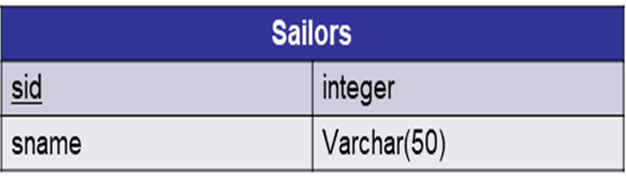 Sailors
sid integer
sname Varchar(50)